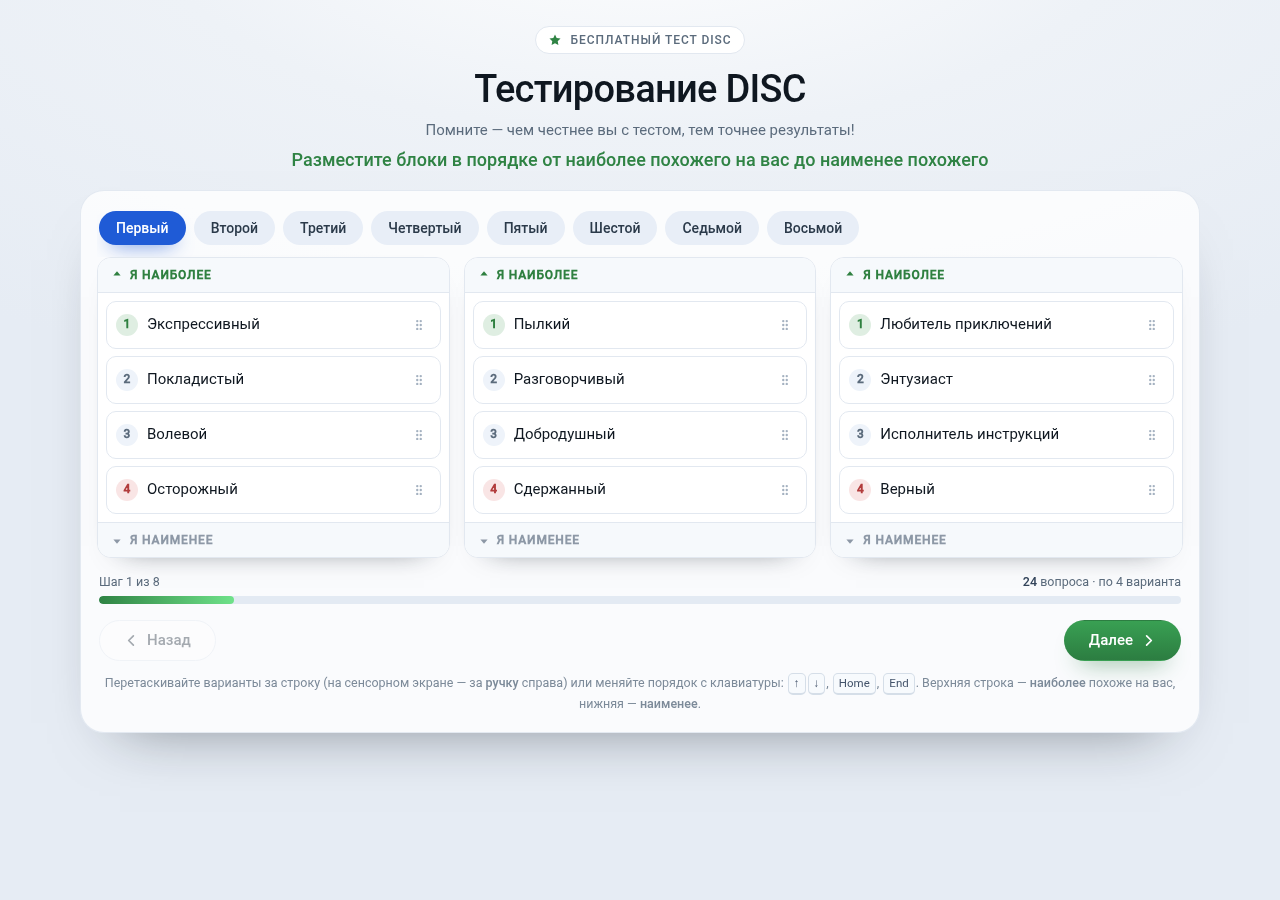 БЕСПЛАТНЫЙ ТЕСТ DISC
Тестирование DISC
Помните — чем честнее вы с тестом, тем точнее результаты!
Разместите блоки в порядке от наиболее похожего на вас до наименее похожего
Первый Второй Третий Четвертый Пятый Шестой Седьмой Восьмой
Я НАИБОЛЕЕ
1 Экспрессивный
2 Покладистый
3 Волевой
4 Осторожный
Я НАИМЕНЕЕ
Я НАИБОЛЕЕ
1 Пылкий
2 Разговорчивый
3 Добродушный
4 Сдержанный
Я НАИМЕНЕЕ
Я НАИБОЛЕЕ
1 Любитель приключений
2 Энтузиаст
3 Исполнитель инструкций
4 Верный
Я НАИМЕНЕЕ
Шаг 1 из 8
24 вопроса · по 4 варианта
Назад
Далее
Перетаскивайте варианты за строку (на сенсорном экране — за ручку справа) или меняйте порядок с клавиатуры: ↑ ↓ , Home , End . Верхняя строка — наиболее похоже на вас,
нижняя — наименее.